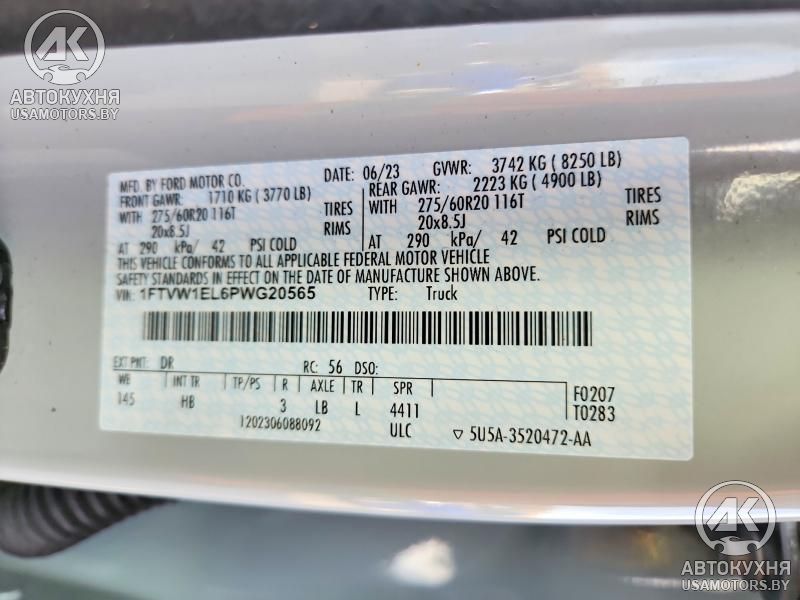 АК
АВТОКУХНЯ
USAMOTORS.BY
MFD. BY FORD MOTOR CO.
DATE: 06/23 GVWR: 3742 KG ( 8250 LB)
FRONT GAWR: 1710 KG ( 3770 LB)
REAR GAWR: 2223 KG ( 4900 LB)
WITH 275/60R20 116T TIRES
WITH 275/60R20 116T TIRES
20x8.5J RIMS
20x8.5J RIMS
AT 290 kPa/ 42 PSI COLD
AT 290 kPa/ 42 PSI COLD
THIS VEHICLE CONFORMS TO ALL APPLICABLE FEDERAL MOTOR VEHICLE
SAFETY STANDARDS IN EFFECT ON THE DATE OF MANUFACTURE SHOWN ABOVE.
VIN: 1FTVW1EL6PWG20565 TYPE: Truck
EXT PNT: DR RC: 56 DSO:
WB INT TR TP/PS R AXLE TR SPR
145 HB 3 LB L 4411
F0207
T0283
1202306088092 ULC ▽ 5U5A-3520472-AA
АК
АВТОКУХНЯ
USAMOTORS.BY